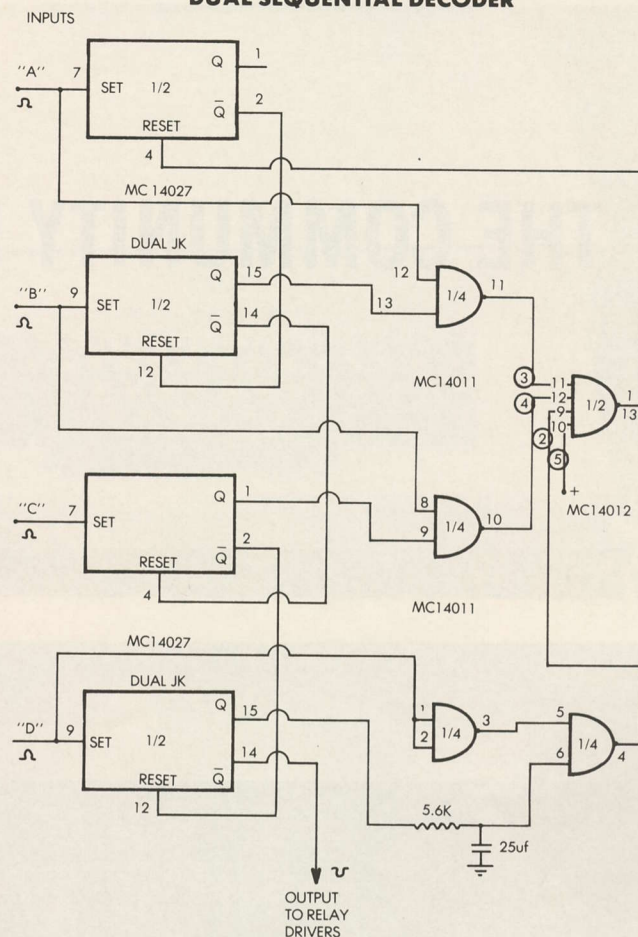 DUAL SEQUENTIAL DECODER
INPUTS
"A" 7 SET 1/2 Q 1
Q̅ 2
RESET
4
MC 14027
DUAL JK
"B" 9 SET 1/2 Q 15
Q̅ 14
RESET
12
12
13
1/4 11
MC14011
3 11
4 12
9
10
2
5
1/2 1
13
+
MC14012
"C" 7 SET Q 1
Q̅ 2
RESET
4
8
9
1/4 10
MC14011
MC14027
DUAL JK
"D" 9 SET 1/2 Q 15
Q̅ 14
RESET
12
1
2
1/4 3
5
6
1/4 4
5.6K
25uf
OUTPUT
TO RELAY
DRIVERS